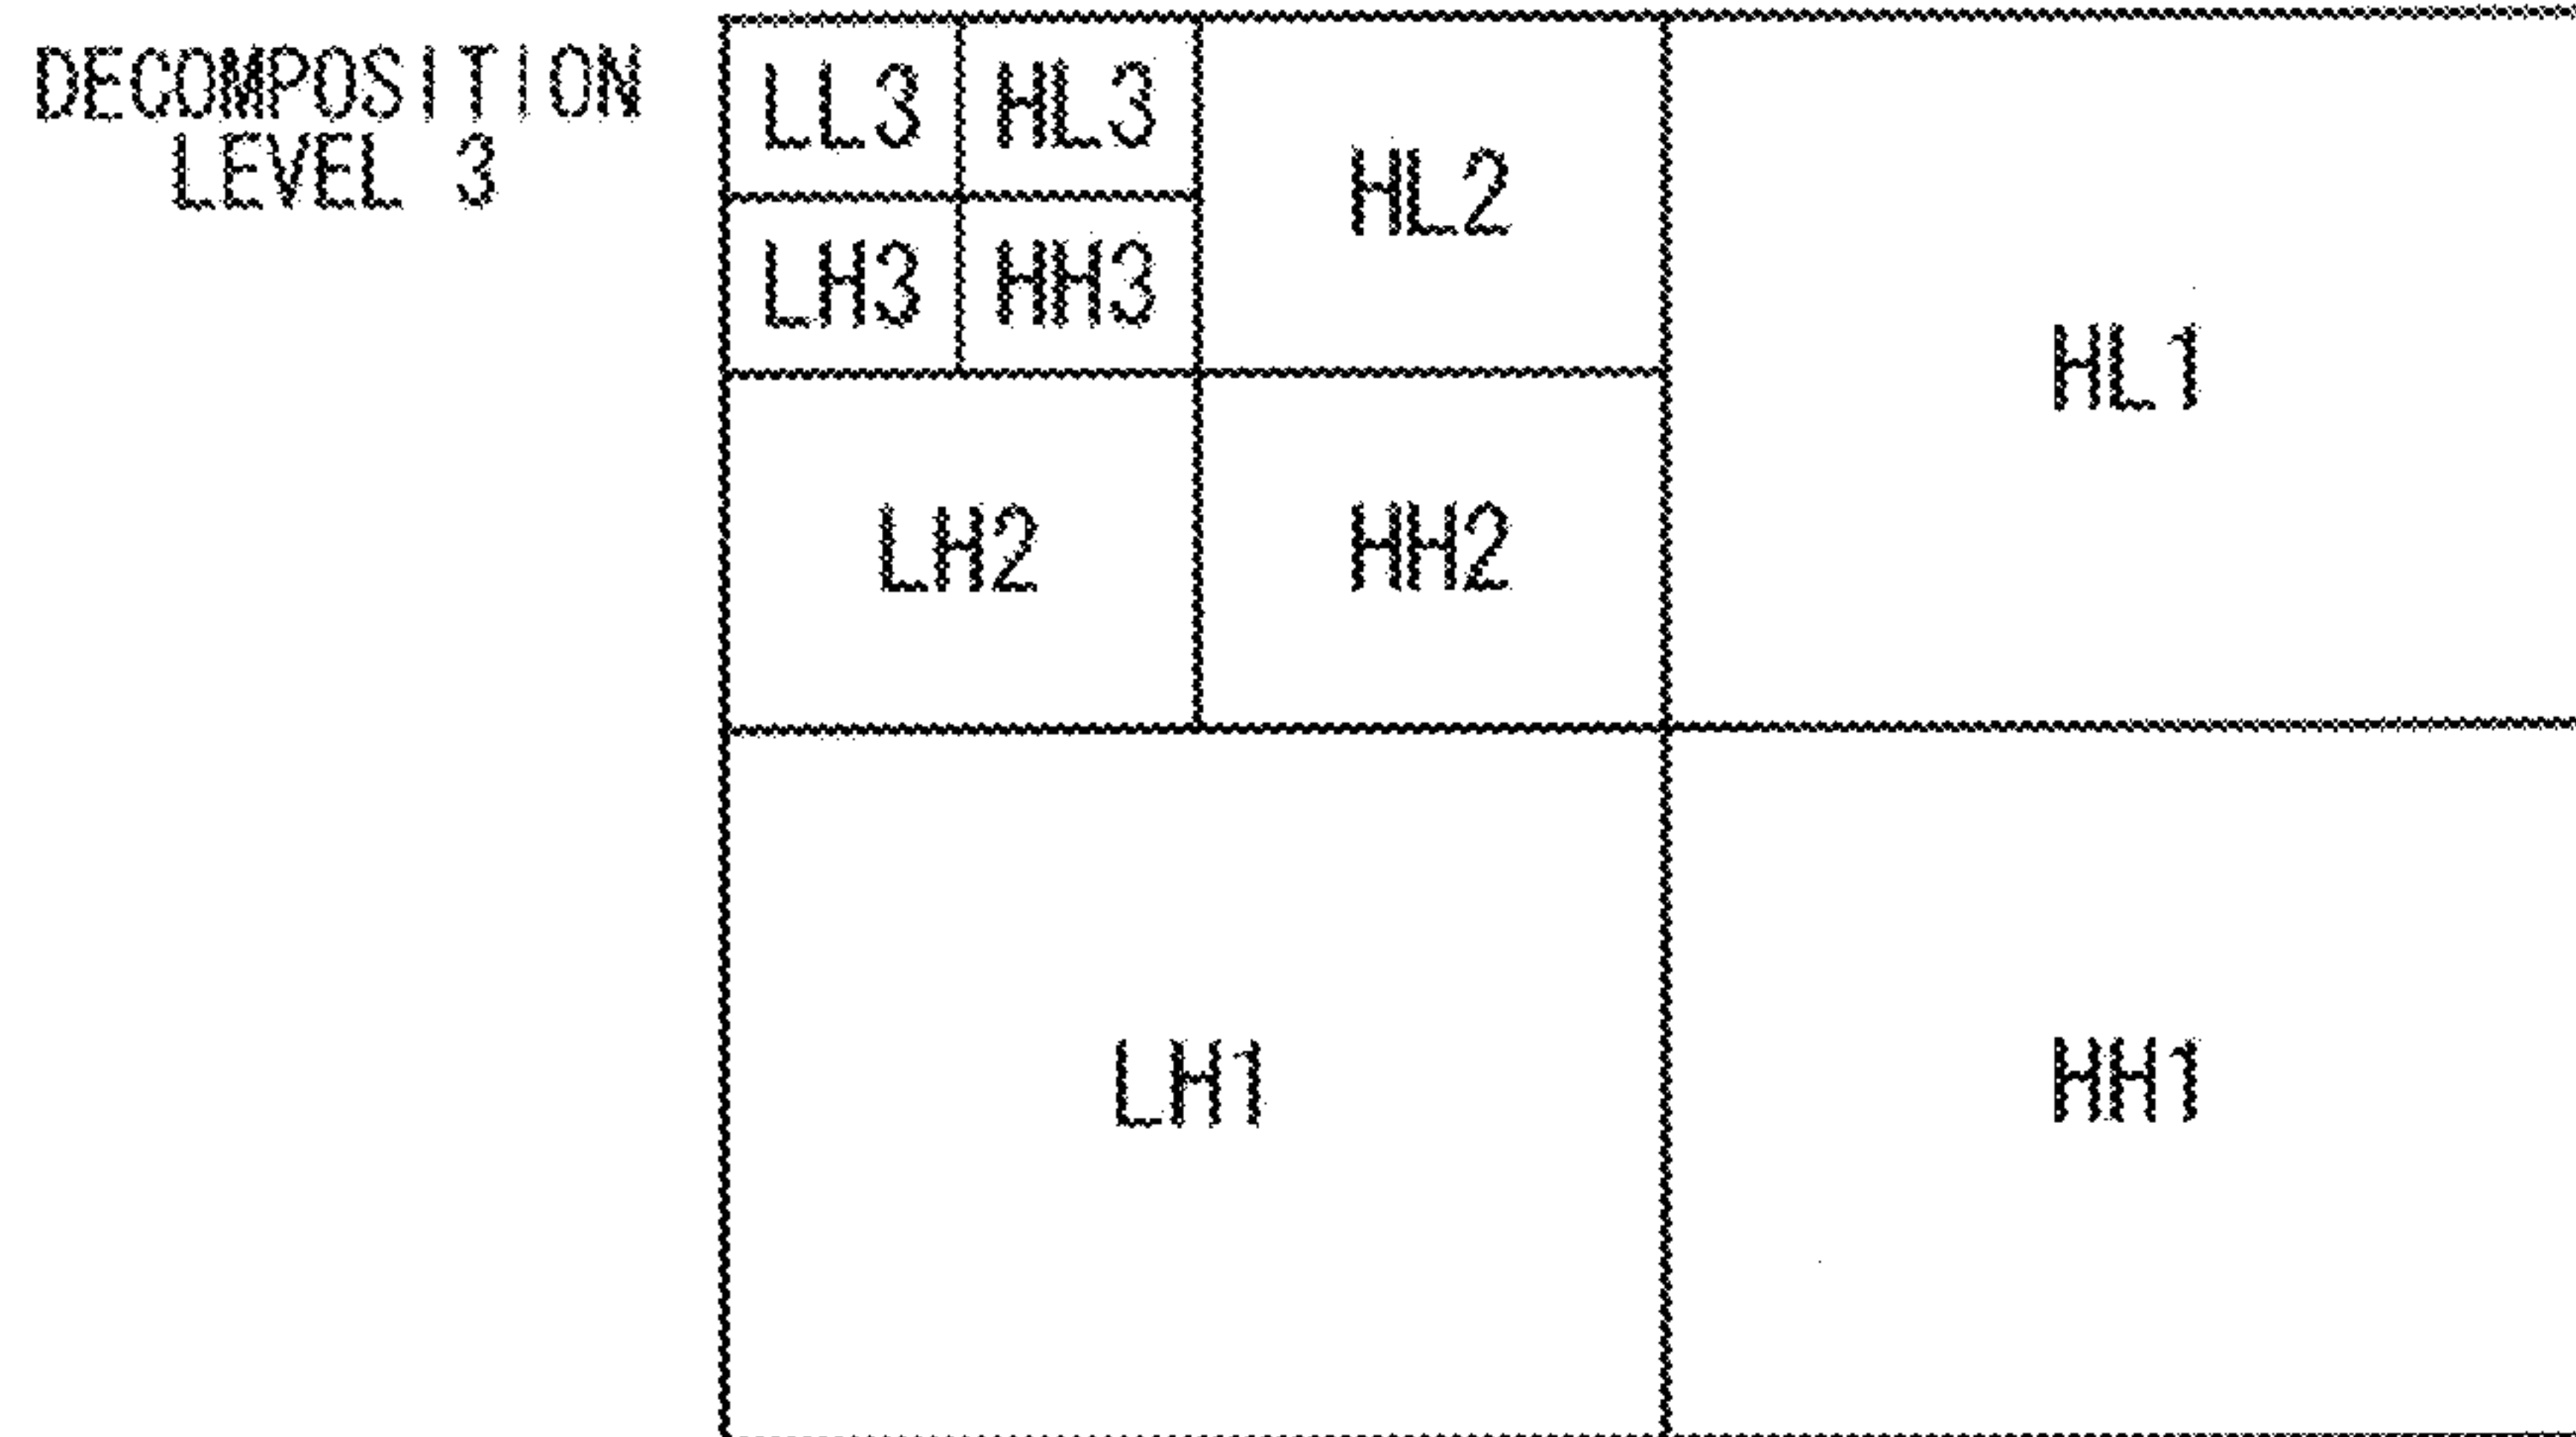 DECOMPOSITION
LEVEL 3
LL3 HL3
LH3 HH3
HL2
HL1
LH2 HH2
LH1 HH1